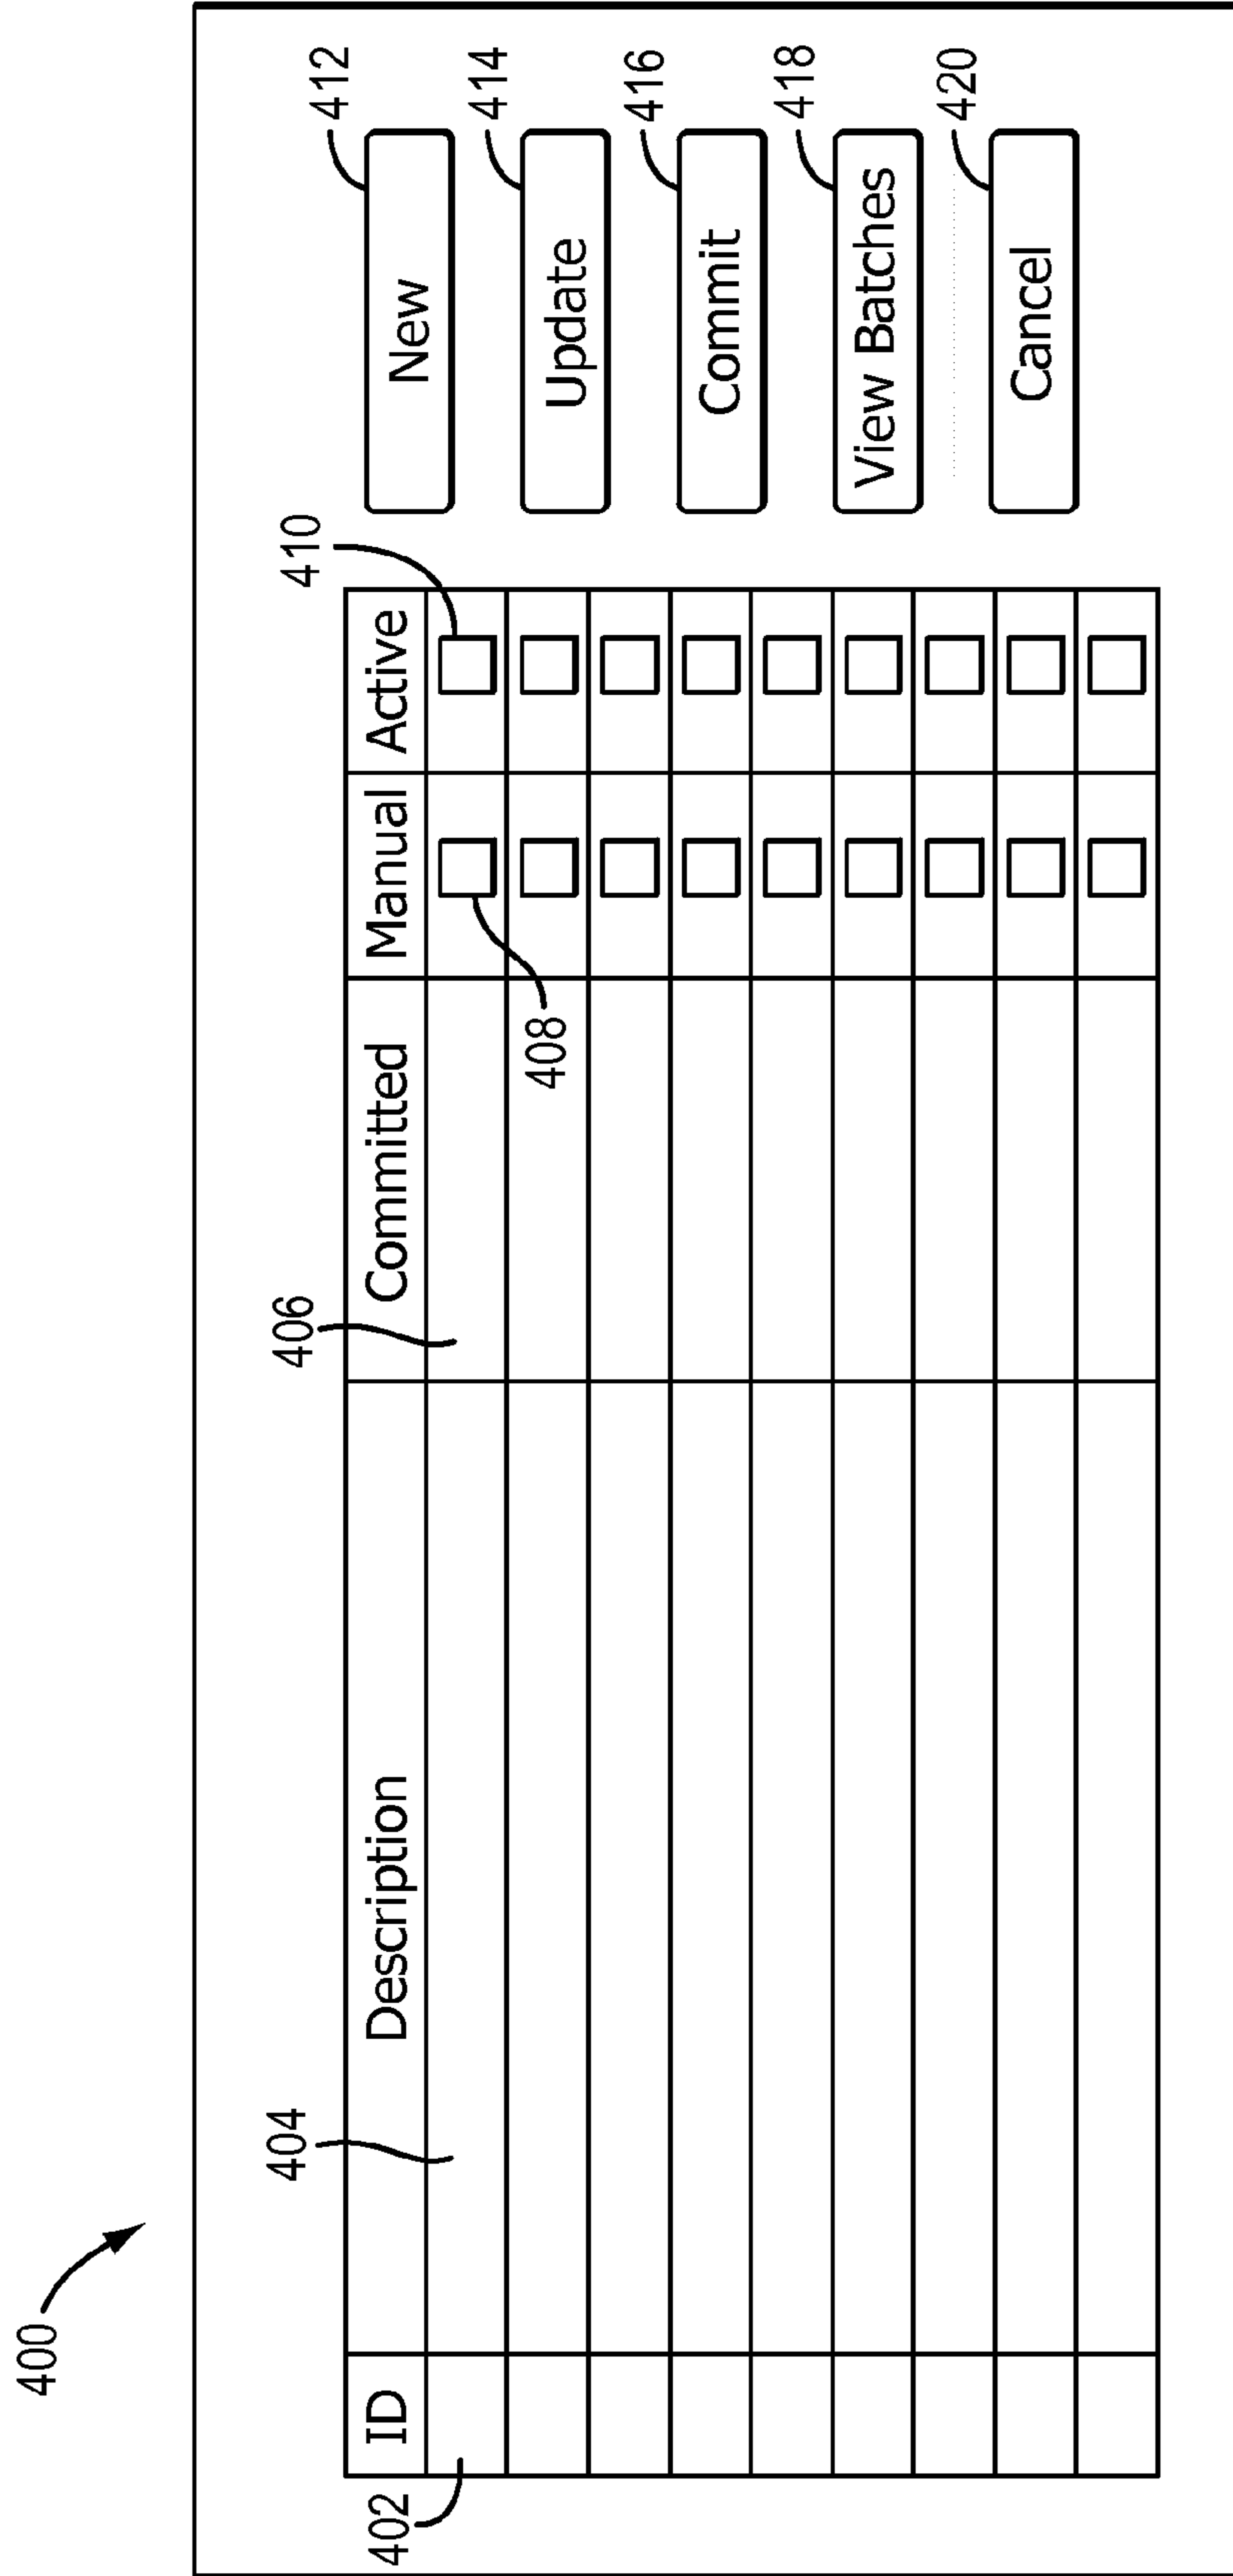 400
402
404
406
408
410
ID Description Committed Manual Active
412
New
414
Update
416
Commit
418
View Batches
420
Cancel